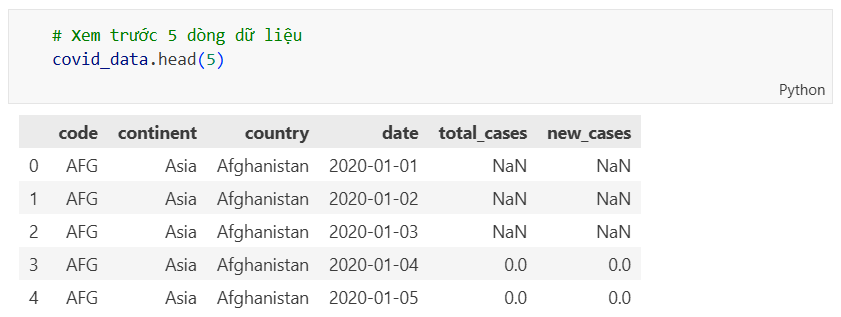 # Xem trước 5 dòng dữ liệu
covid_data.head(5)
Python
code continent country date total_cases new_cases
0 AFG Asia Afghanistan 2020-01-01 NaN NaN
1 AFG Asia Afghanistan 2020-01-02 NaN NaN
2 AFG Asia Afghanistan 2020-01-03 NaN NaN
3 AFG Asia Afghanistan 2020-01-04 0.0 0.0
4 AFG Asia Afghanistan 2020-01-05 0.0 0.0